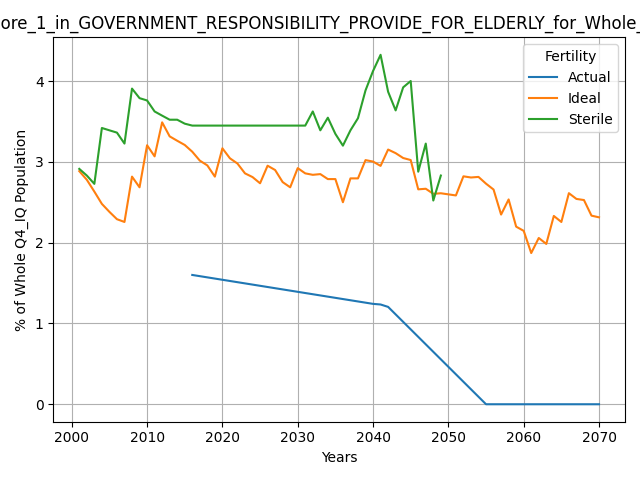 ore_1_in_GOVERNMENT_RESPONSIBILITY_PROVIDE_FOR_ELDERLY_for_Whole_
Fertility
Actual
Ideal
Sterile
% of Whole Q4_IQ Population
4
3
2
1
0
2000 2010 2020 2030 2040 2050 2060 2070
Years